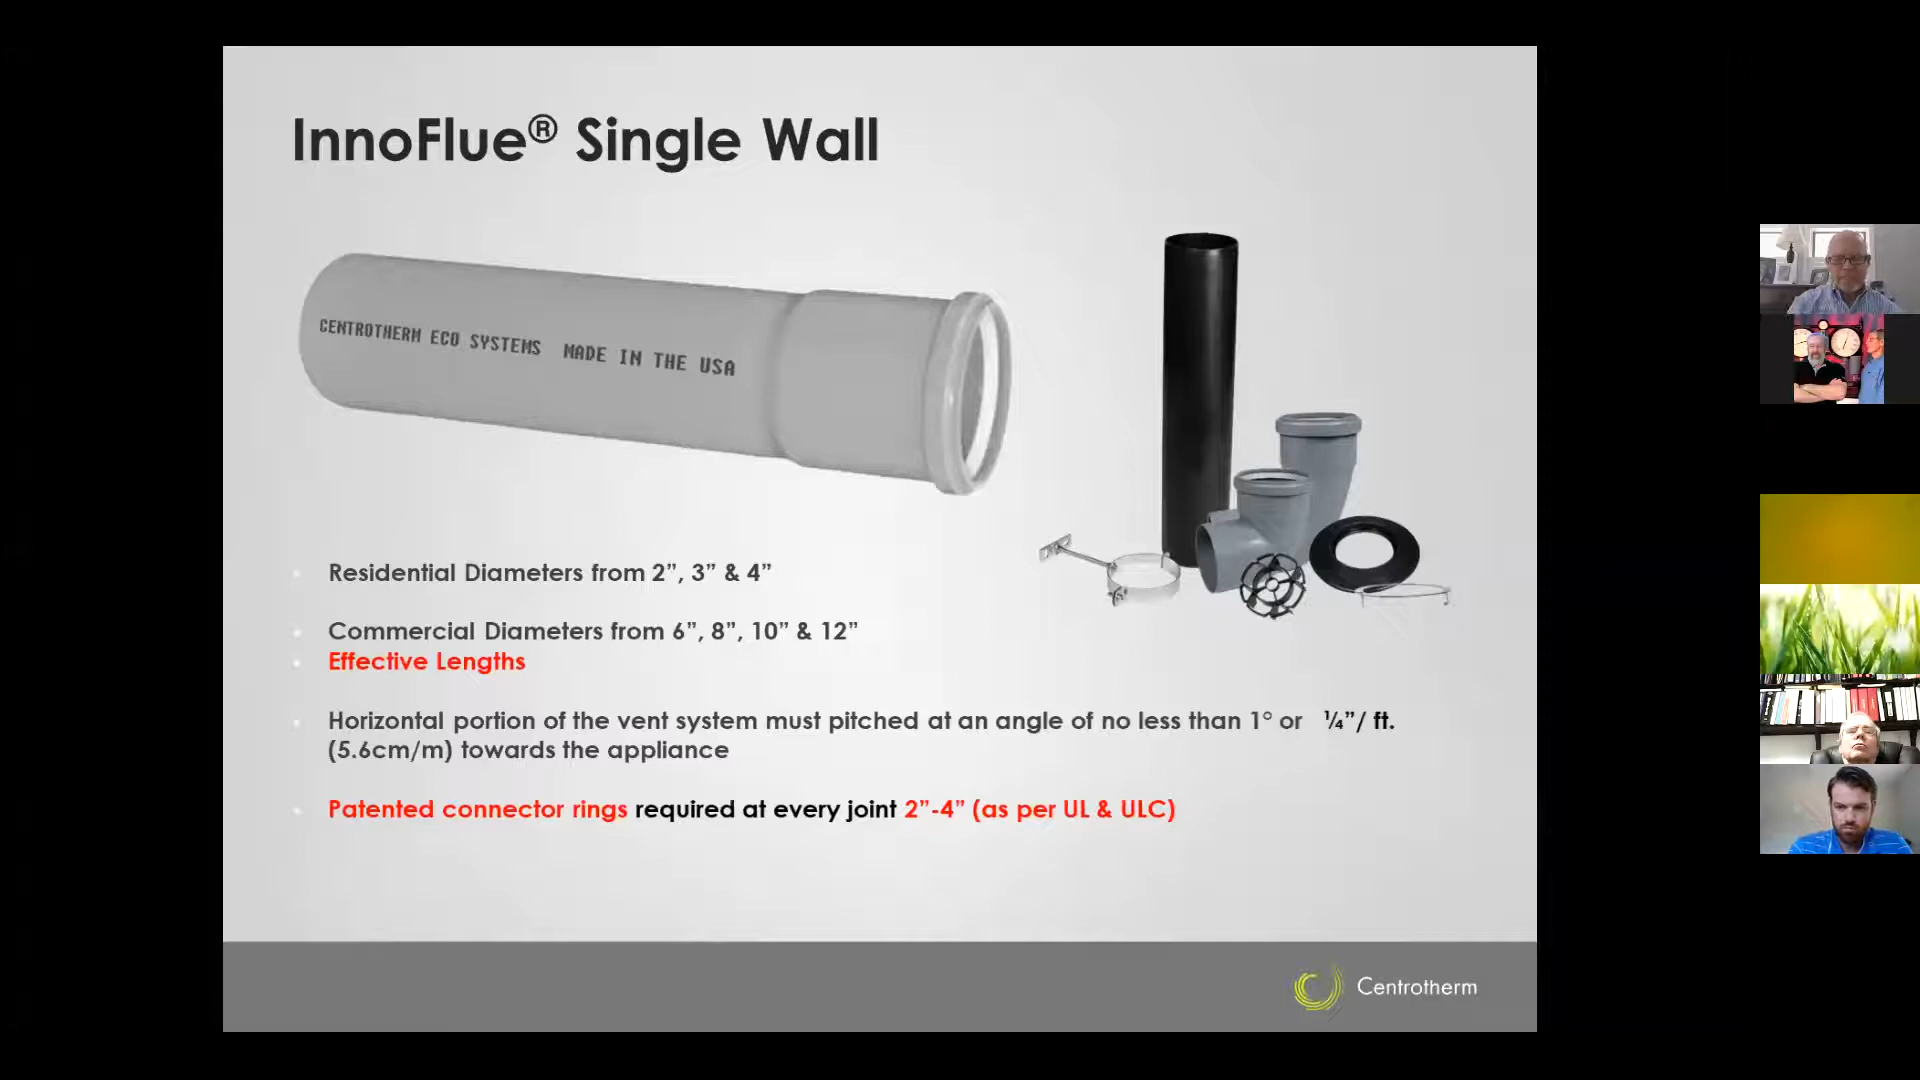 InnoFlue® Single Wall
CENTROTHERM ECO SYSTEMS MADE IN THE USA
Residential Diameters from 2”, 3” & 4”
Commercial Diameters from 6”, 8”, 10” & 12”
Effective Lengths
Horizontal portion of the vent system must pitched at an angle of no less than 1° or ¼”/ ft.
(5.6cm/m) towards the appliance
Patented connector rings required at every joint 2”-4” (as per UL & ULC)
Centrotherm